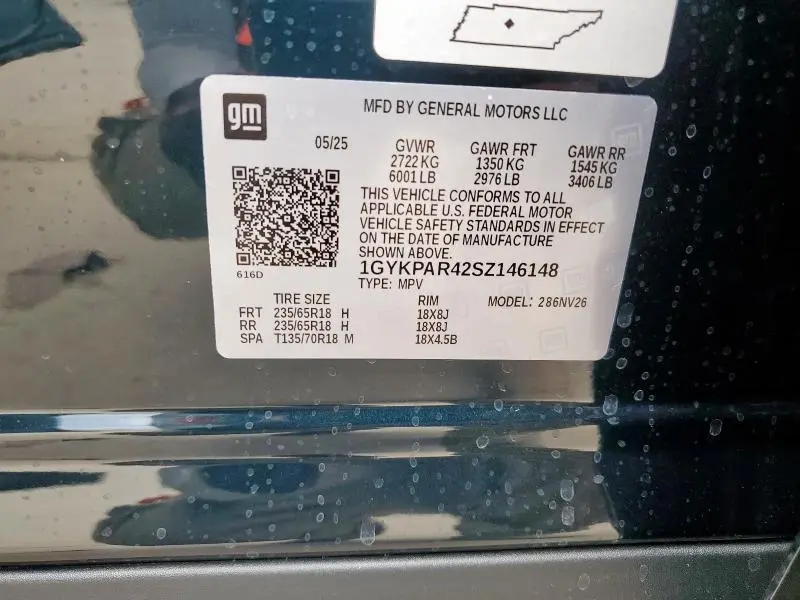 gm
MFD BY GENERAL MOTORS LLC
05/25 GVWR GAWR FRT GAWR RR
2722 KG 1350 KG 1545 KG
6001 LB 2976 LB 3406 LB
THIS VEHICLE CONFORMS TO ALL
APPLICABLE U.S. FEDERAL MOTOR
VEHICLE SAFETY STANDARDS IN EFFECT
ON THE DATE OF MANUFACTURE
SHOWN ABOVE.
616D 1GYKPAR42SZ146148
TYPE: MPV
TIRE SIZE RIM MODEL: 286NV26
FRT 235/65R18 H 18X8J
RR 235/65R18 H 18X8J
SPA T135/70R18 M 18X4.5B